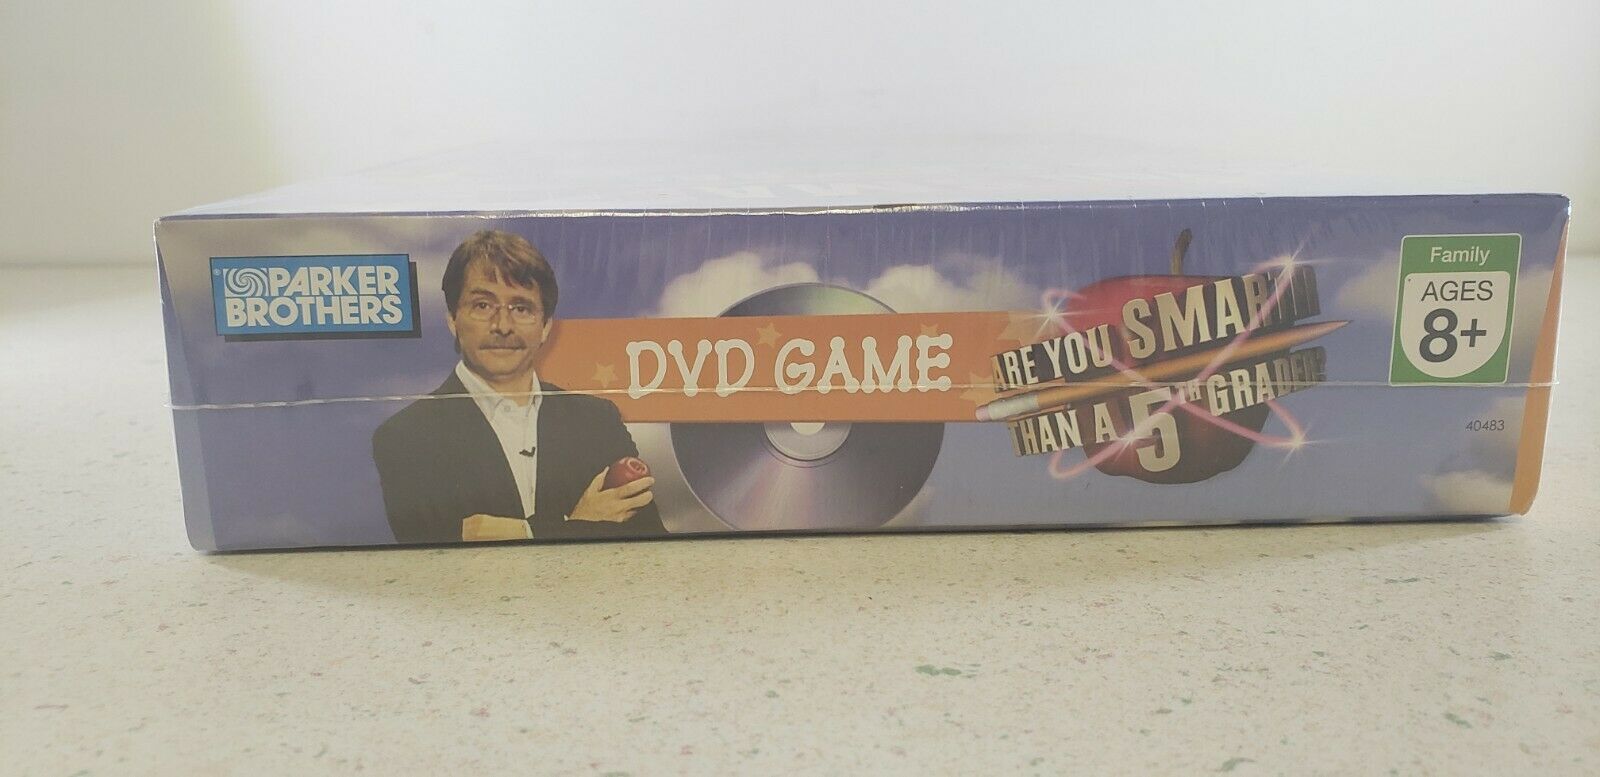 PARKER
BROTHERS
DVD GAME
ARE YOU SMARTER
THAN A 5TH GRADER?
Family
AGES
8+
40483